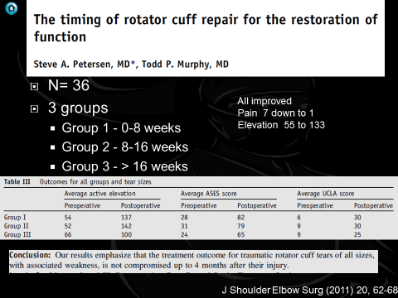 The timing of rotator cuff repair for the restoration of
function
Steve A. Petersen, MD*, Todd P. Murphy, MD
N= 36
3 groups
Group 1 - 0-8 weeks
Group 2 - 8-16 weeks
Group 3 - > 16 weeks
All improved
Pain 7 down to 1
Elevation 55 to 133
Table III Outcomes for all groups and tear sizes
Average active elevation Average ASES score Average UCLA score
Preoperative Postoperative Preoperative Postoperative Preoperative Postoperative
Group I 54 137 28 82 6 30
Group II 52 142 31 79 9 30
Group III 66 100 24 65 9 25
Conclusion: Our results emphasize that the treatment outcome for traumatic rotator cuff tears of all sizes,
with associated weakness, is not compromised up to 4 months after their injury.
J Shoulder Elbow Surg (2011) 20, 62-68